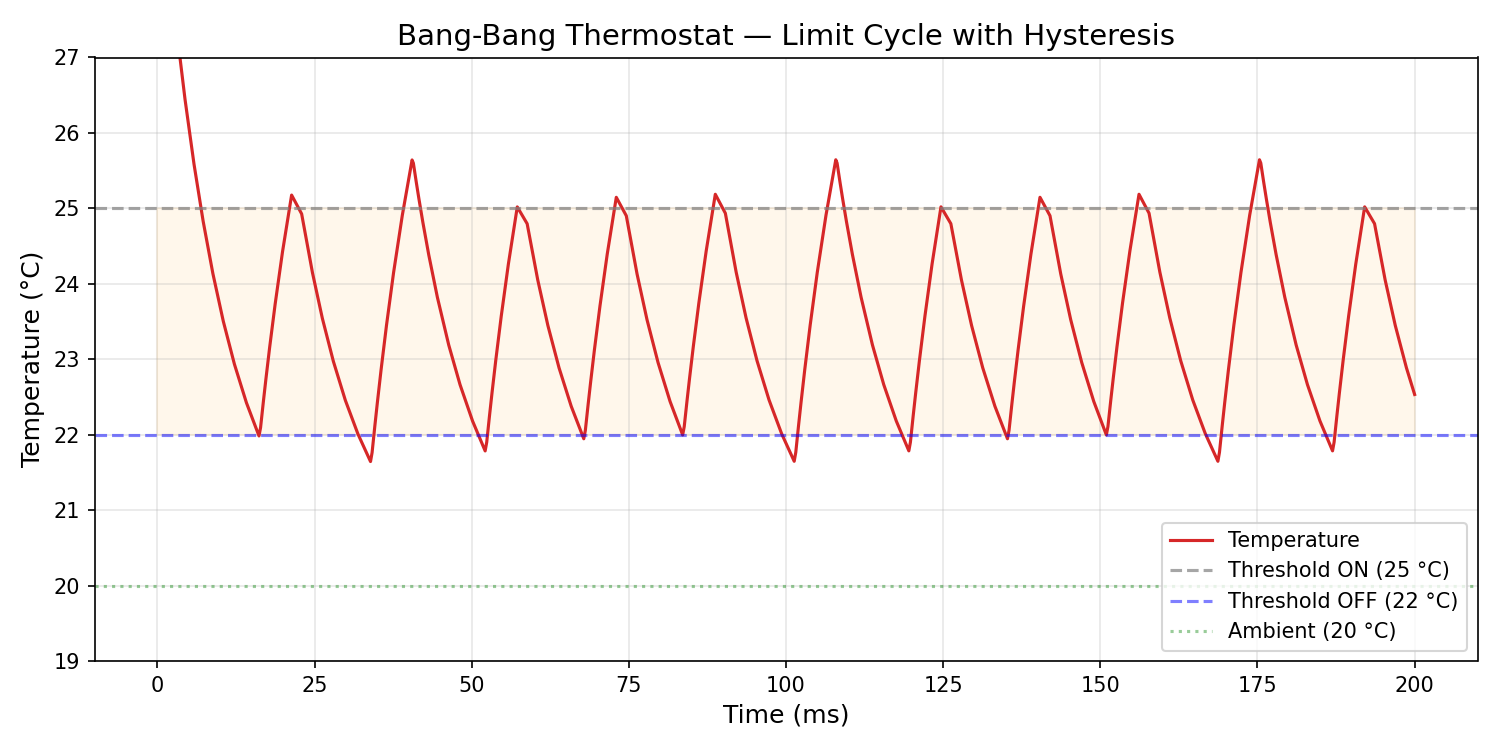 Bang-Bang Thermostat — Limit Cycle with Hysteresis
Temperature (°C)
27
26
25
24
23
22
21
20
19
0
25
50
75
100
125
150
175
200
Time (ms)
Temperature
Threshold ON (25 °C)
Threshold OFF (22 °C)
Ambient (20 °C)